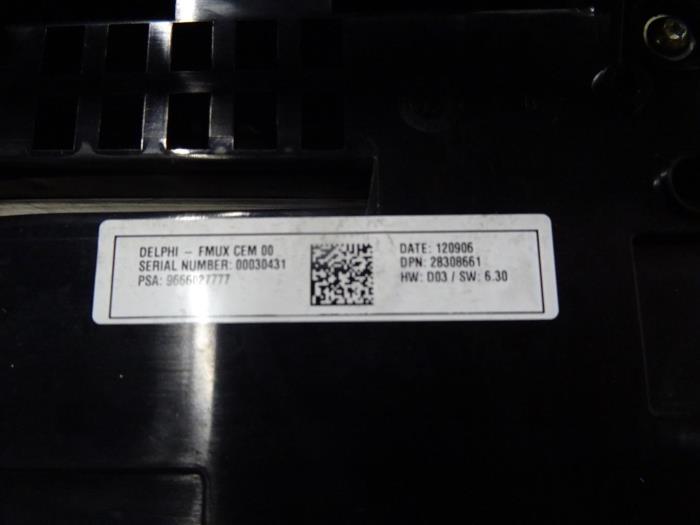 DELPHI – FMUX CEM 00
SERIAL NUMBER: 00030431
PSA: 9666027777
DATE: 120906
DPN: 28308661
HW: D03 / SW: 6.30